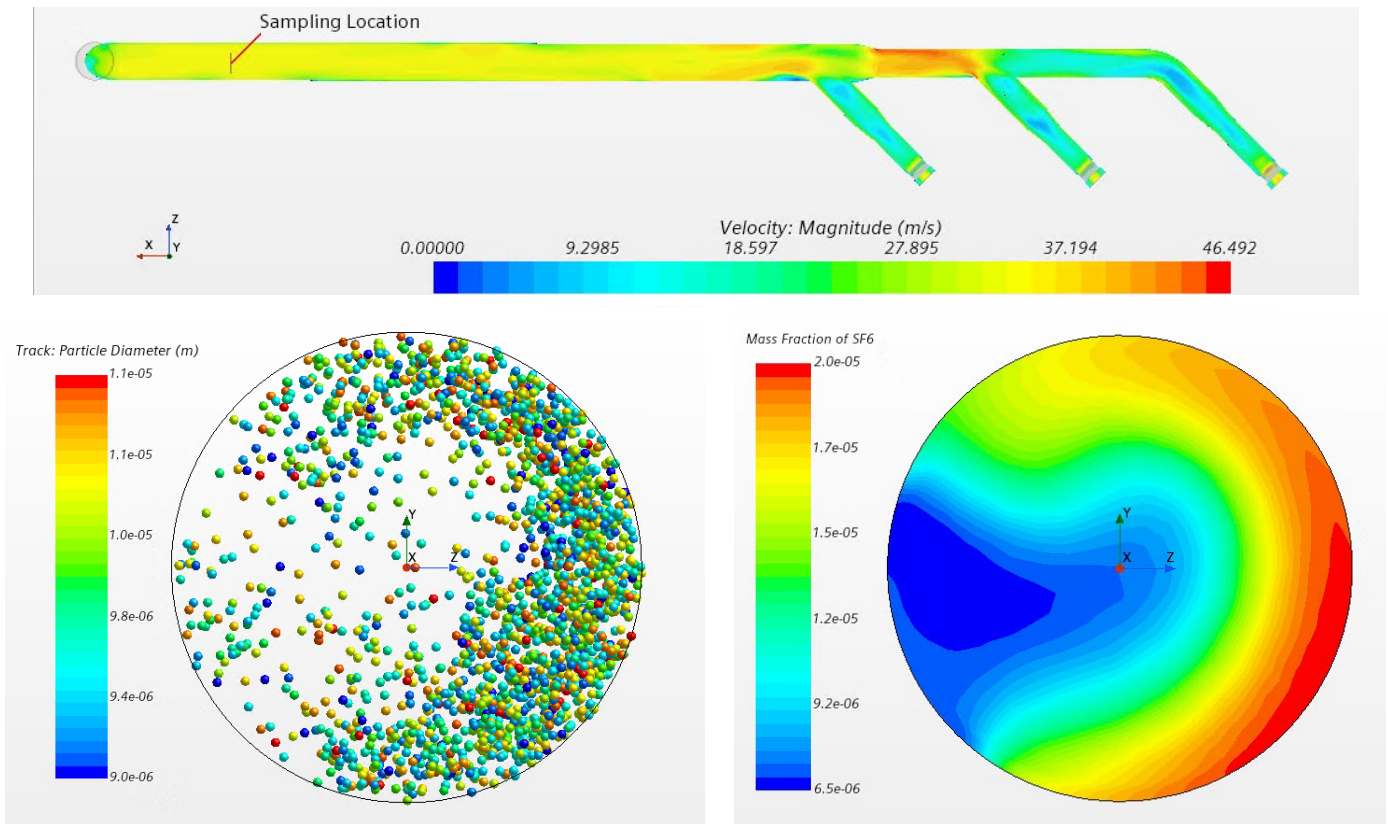 Sampling Location
Z
X
Y
Velocity: Magnitude (m/s)
0.00000 9.2985 18.597 27.895 37.194 46.492
Track: Particle Diameter (m)
1.1e-05
1.1e-05
1.0e-05
9.8e-06
9.4e-06
9.0e-06
Y
X
Z
Mass Fraction of SF6
2.0e-05
1.7e-05
1.5e-05
1.2e-05
9.2e-06
6.5e-06
Y
X
Z